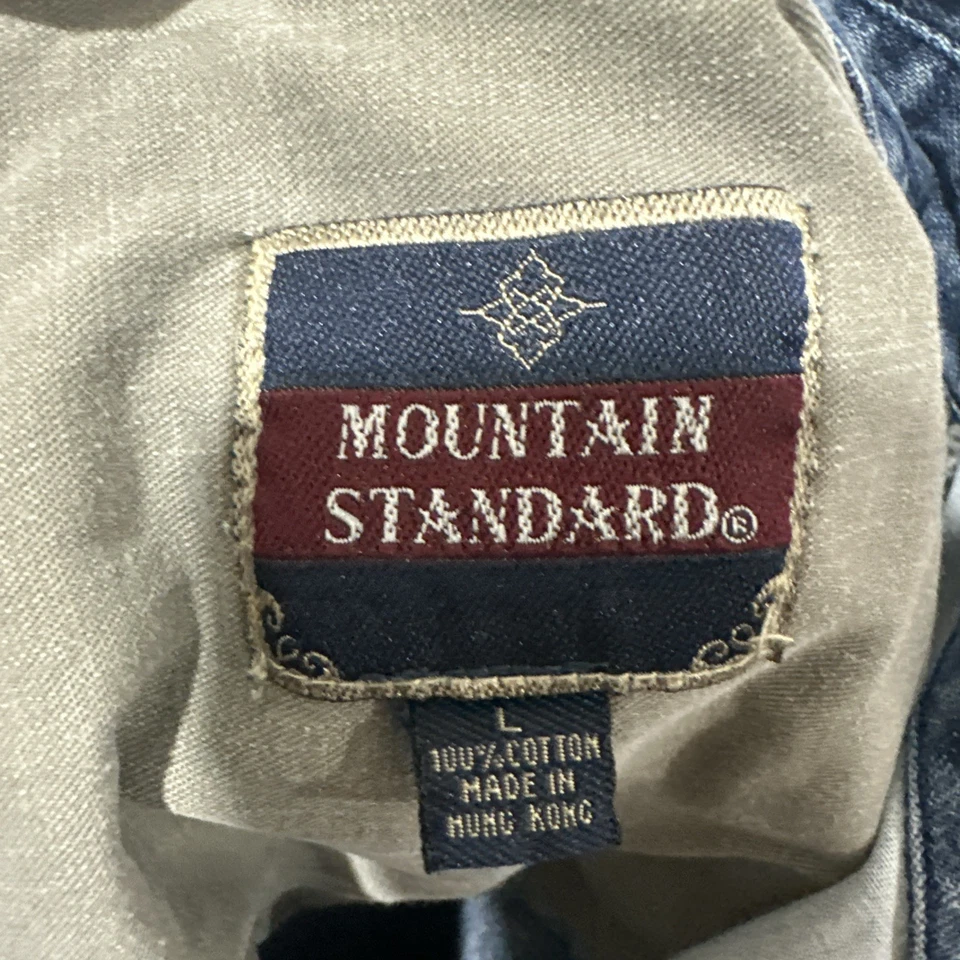 MOUNTAIN
STANDARD®
L
100% COTTON
MADE IN
HONG KONG